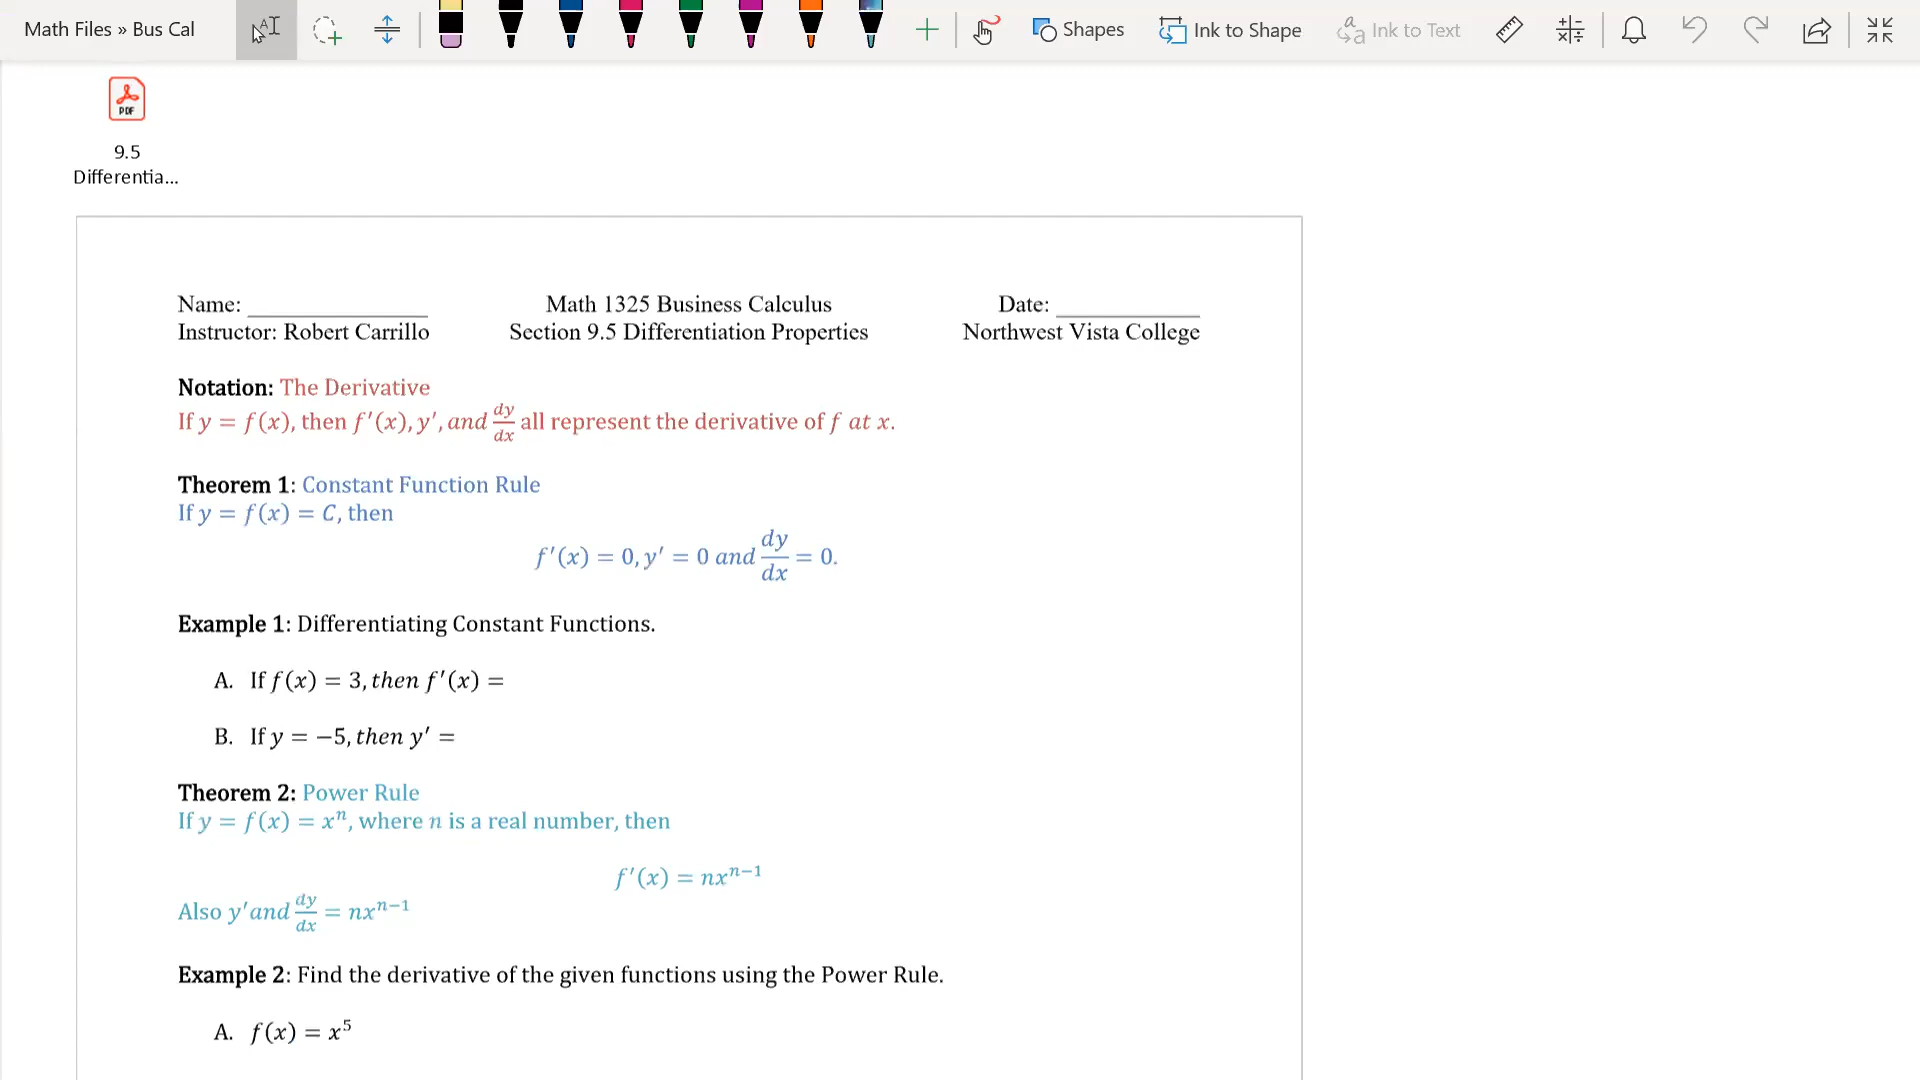 Math Files » Bus Cal
Shapes
Ink to Shape
Ink to Text
PDF
9.5
Differentia...
Name: _______________ Math 1325 Business Calculus Date: ____________
Instructor: Robert Carrillo Section 9.5 Differentiation Properties Northwest Vista College
Notation: The Derivative
If y = f(x), then f′(x), y′, and dy/dx all represent the derivative of f at x.
Theorem 1: Constant Function Rule
If y = f(x) = C, then
f′(x) = 0, y′ = 0 and dy/dx = 0.
Example 1: Differentiating Constant Functions.
A. If f(x) = 3, then f′(x) =
B. If y = −5, then y′ =
Theorem 2: Power Rule
If y = f(x) = xⁿ, where n is a real number, then
f′(x) = nxⁿ⁻¹
Also y′and dy/dx = nxⁿ⁻¹
Example 2: Find the derivative of the given functions using the Power Rule.
A. f(x) = x⁵